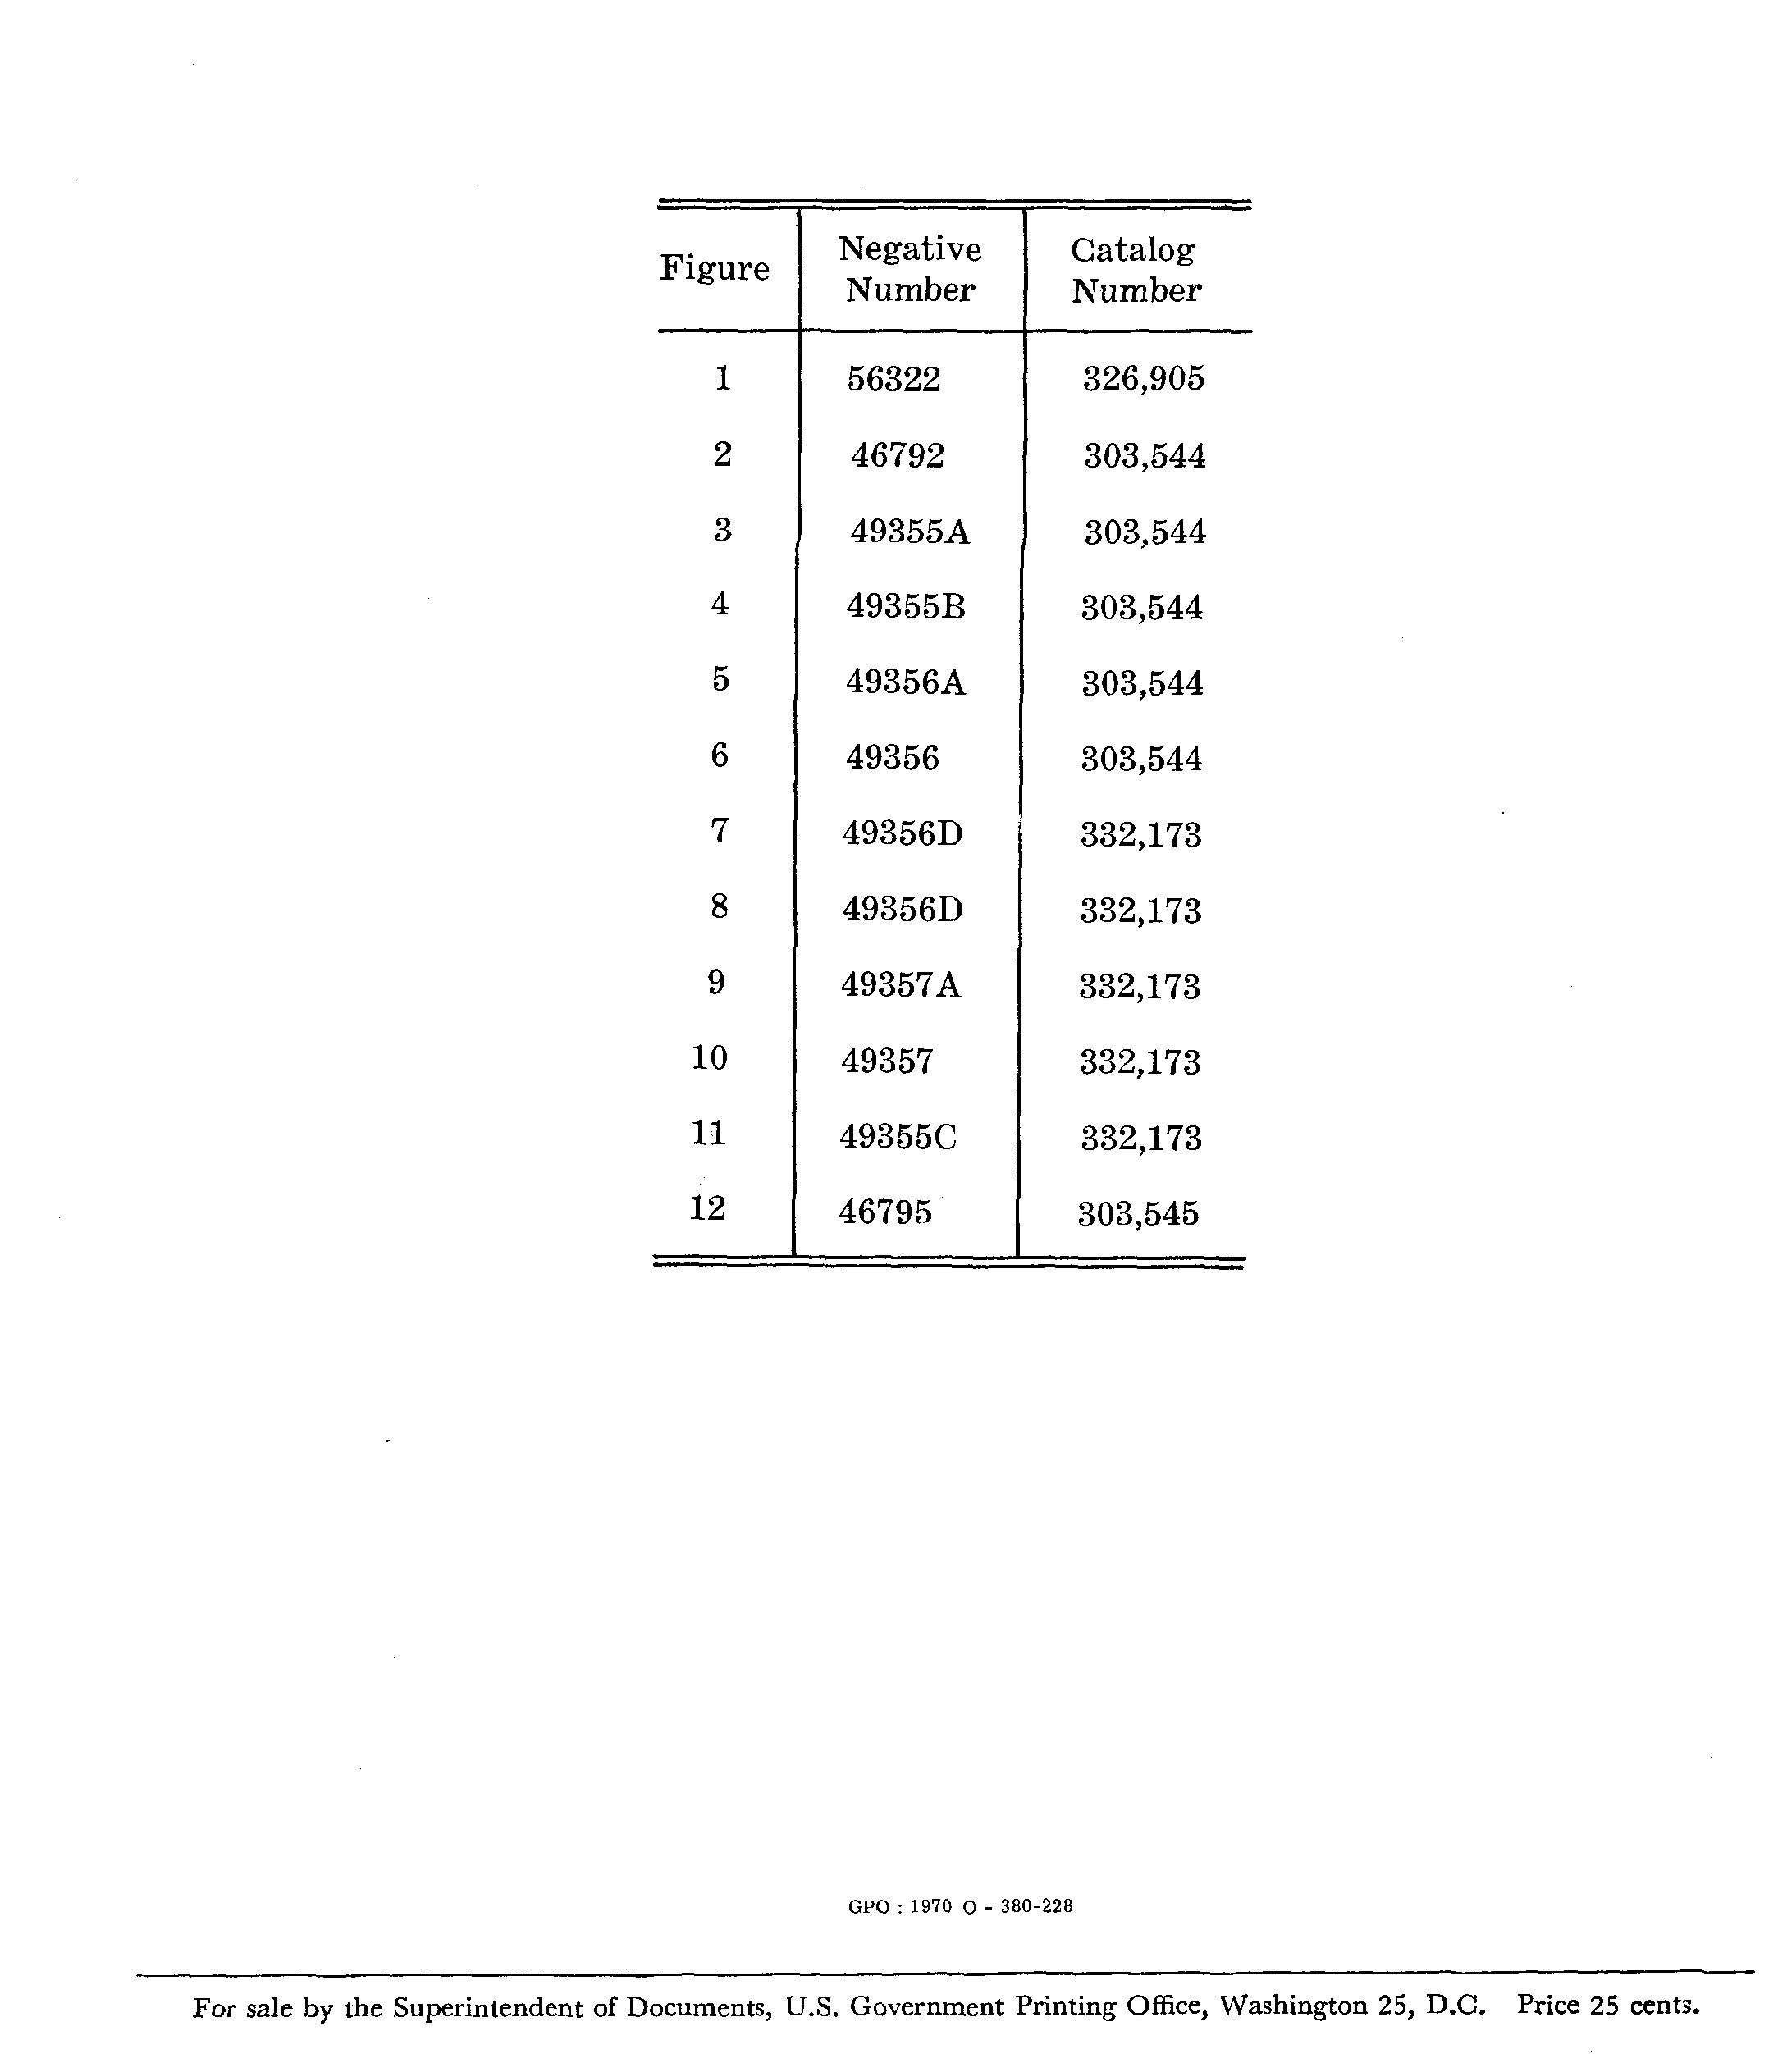 Figure Negative Number Catalog Number
1 56322 326,905
2 46792 303,544
3 49355A 303,544
4 49355B 303,544
5 49356A 303,544
6 49356 303,544
7 49356D 332,173
8 49356D 332,173
9 49357A 332,173
10 49357 332,173
11 49355C 332,173
12 46795 303,545
GPO : 1970 O - 380-228
For sale by the Superintendent of Documents, U.S. Government Printing Office, Washington 25, D.C. Price 25 cents.